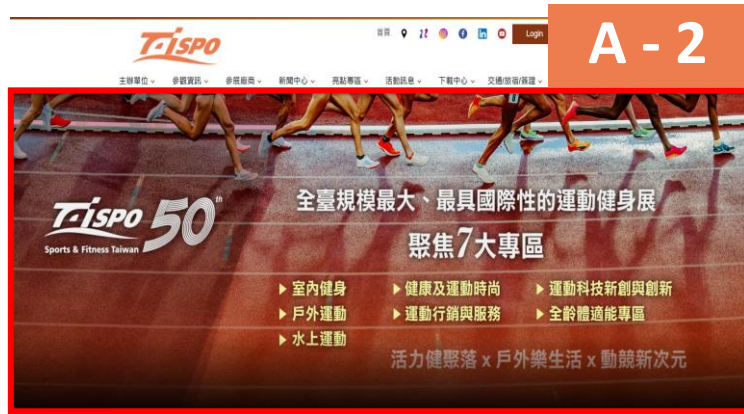 TaiSPO
首頁
Login
A - 2
主辦單位
參觀資訊
參展廠商
新聞中心
亮點專區
活動訊息
下載中心
交通/旅宿/簽證
TaiSPO 50th
Sports & Fitness Taiwan
全臺規模最大、最具國際性的運動健身展
聚焦7大專區
室內健身
健康及運動時尚
運動科技新創與創新
戶外運動
運動行銷與服務
全齡體適能專區
水上運動
活力健聚落 x 戶外樂生活 x 動競新次元